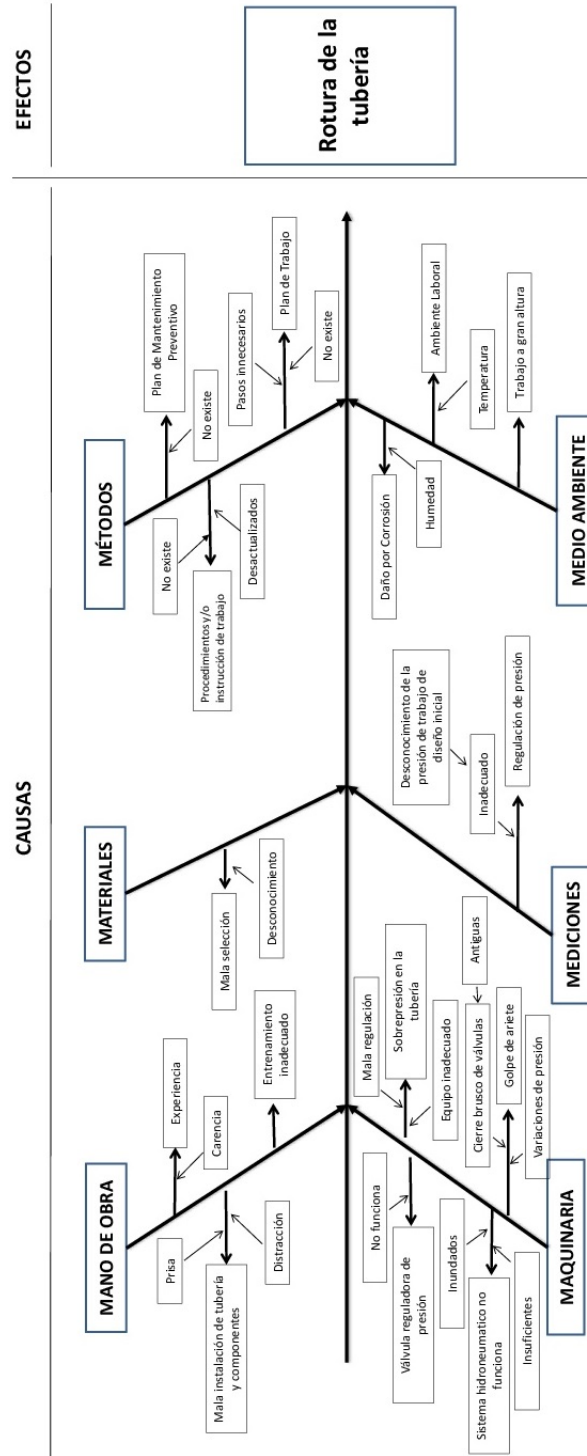 CAUSAS
EFECTOS
MANO DE OBRA
MATERIALES
MÉTODOS
Prisa
Experiencia
Carencia
Mala instalación de tubería
y componentes
Distracción
Entrenamiento
inadecuado
Mala selección
Desconocimiento
No existe
Procedimientos y/o
instrucción de trabajo
Desactualizados
Plan de Mantenimiento
Preventivo
No existe
Pasos innecesarios
Plan de Trabajo
No existe
Rotura de la
tubería
No funciona
Válvula reguladora de
presión
Mala regulación
Sobrepresión en la
tubería
Equipo inadecuado
Inundados
Sistema hidroneumatico no
funciona
Insuficientes
Antiguas
Cierre brusco de válvulas
Golpe de ariete
Variaciones de presión
Desconocimiento de la
presión de trabajo de
diseño inicial
Inadecuado
Regulación de presión
Daño por Corrosión
Humedad
Ambiente Laboral
Temperatura
Trabajo a gran altura
MAQUINARIA
MEDICIONES
MEDIO AMBIENTE